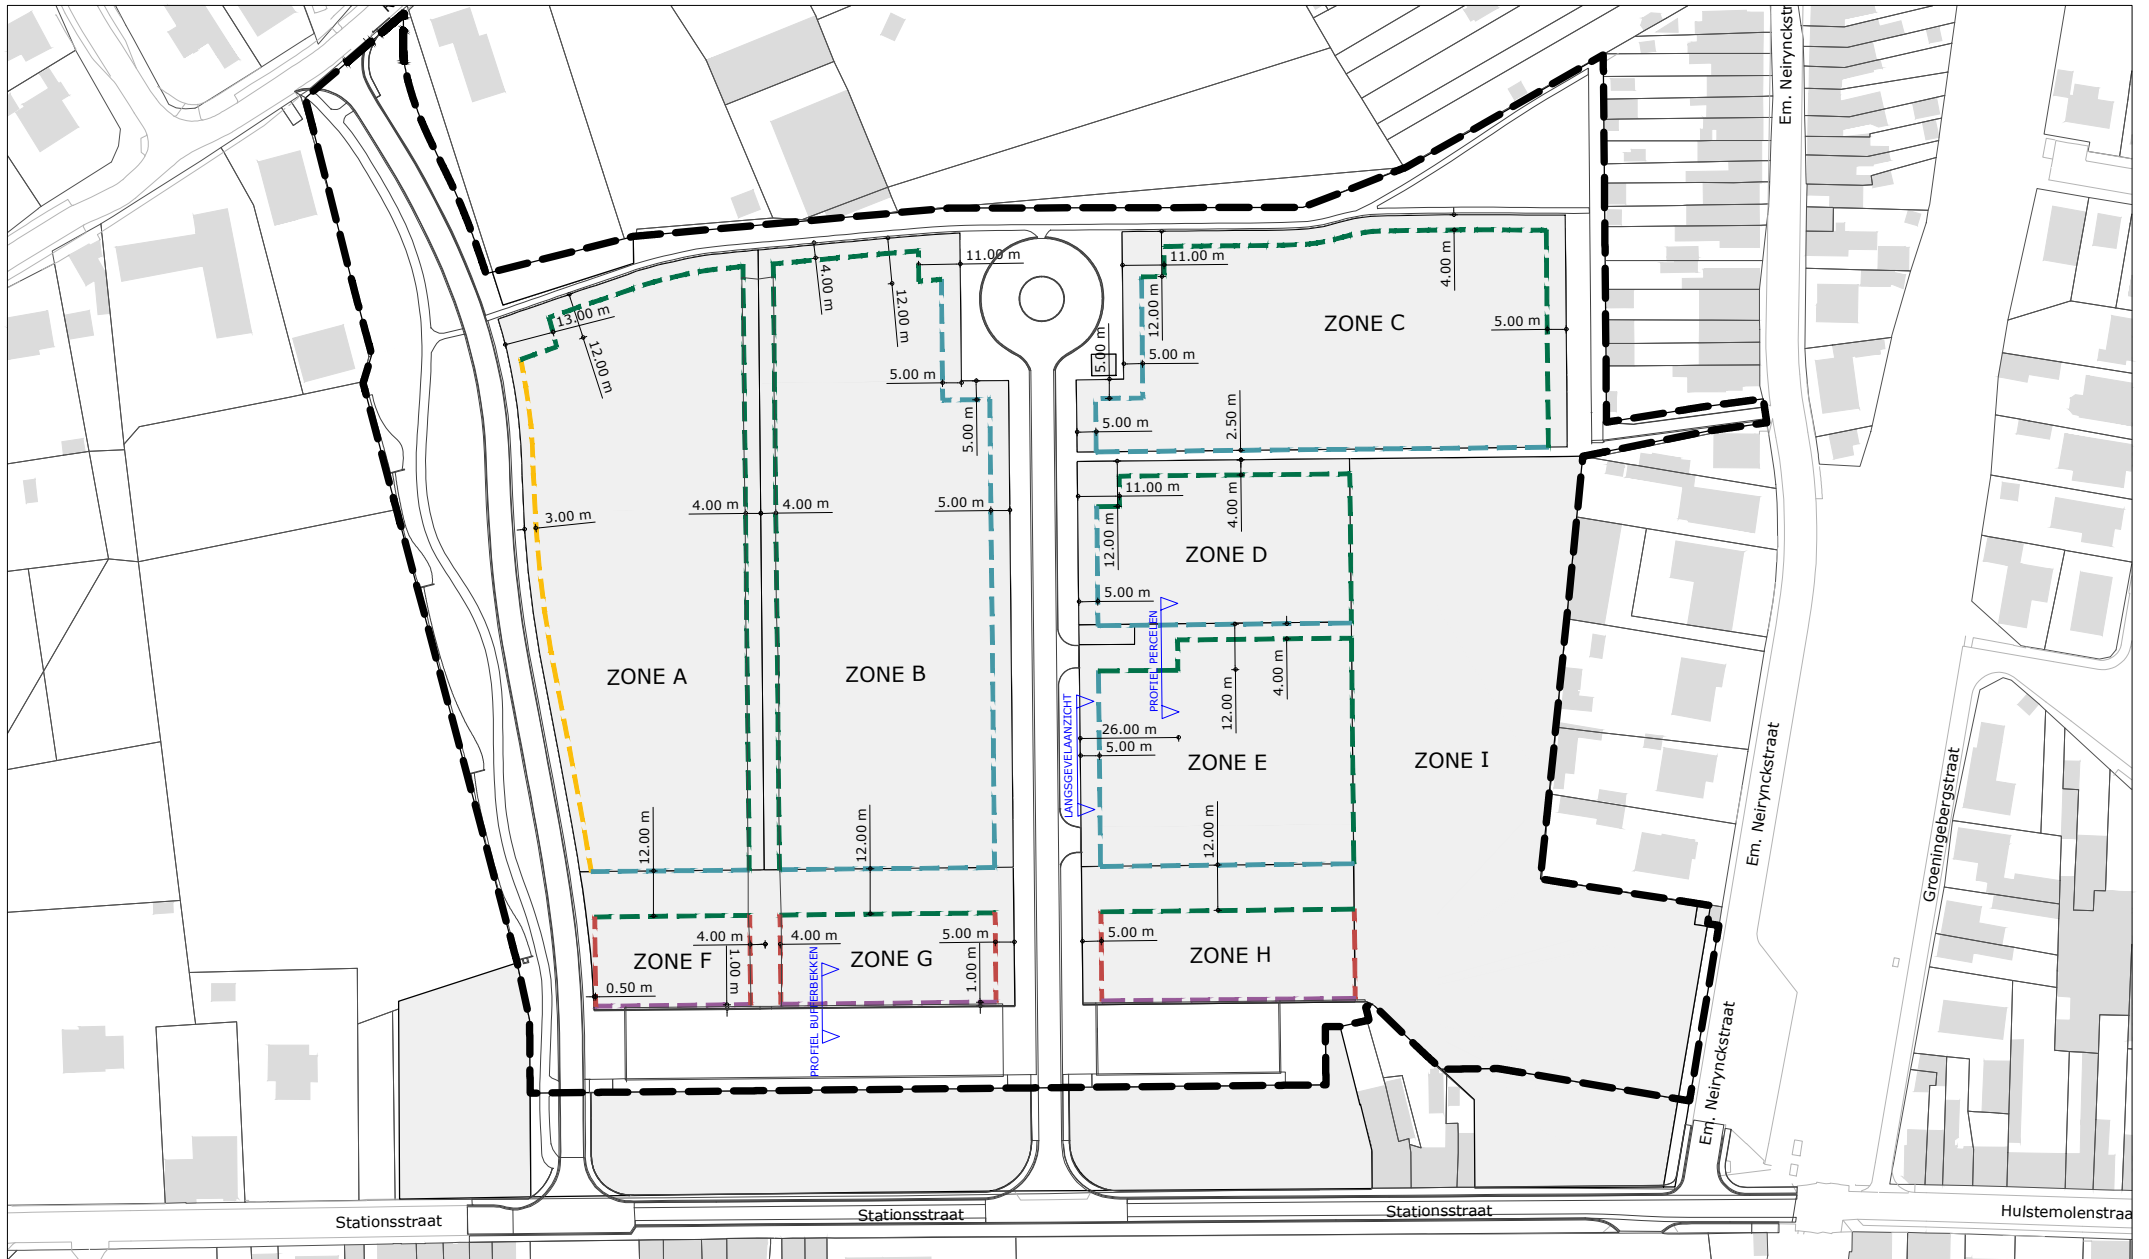 Em. Neirynckstr
11.00 m
4.00 m
12.00 m
13.00 m
12.00 m
5.00 m
5.00 m
11.00 m
12.00 m
5.00 m
5.00 m
5.00 m
4.00 m
5.00 m
ZONE C
2.50 m
3.00 m
4.00 m
4.00 m
5.00 m
11.00 m
12.00 m
4.00 m
ZONE D
5.00 m
ZONE A
ZONE B
PROFIEL PERCELEN
LANGSGEVELAANZICHT
12.00 m
4.00 m
26.00 m
5.00 m
ZONE E
ZONE I
Em. Neirynckstraat
Groeningebergstraat
12.00 m
12.00 m
12.00 m
4.00 m
4.00 m
5.00 m
5.00 m
ZONE F
ZONE G
ZONE H
1.00 m
1.00 m
0.50 m
PROFIEL BUFFERBEKKEN
Em. Neirynckstraat
Stationsstraat
Stationsstraat
Stationsstraat
Hulstemolenstraa